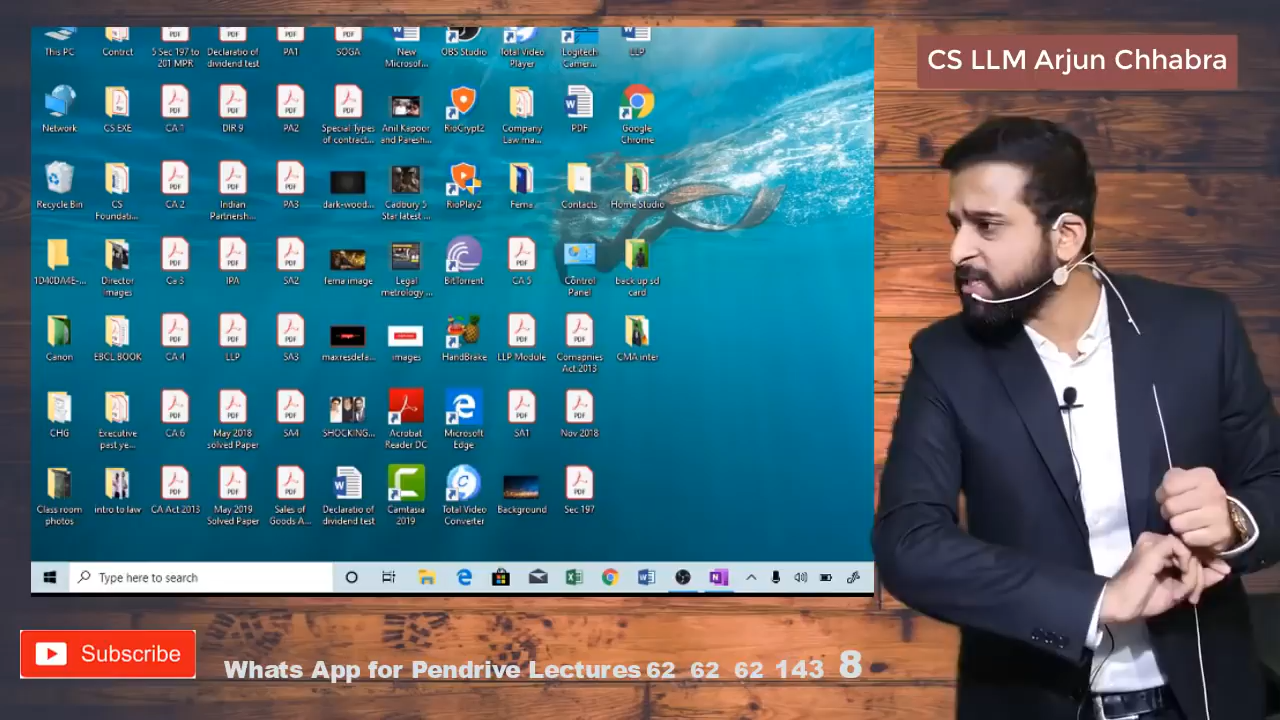 CS LLM Arjun Chhabra
This PC
Contrct
5 Sec 197 to 201 MPR
Declaratio of dividend test
PA1
SOGA
New Microsof...
OBS Studio
Total Video Player
Logitech Camer...
LLP
Network
CS EXE
CA 1
DIR 9
PA2
Special Types of contract...
Anil Kapoor and Paresh...
RioCrypt2
Company Law ma...
PDF
Google Chrome
Recycle Bin
CS Foundati...
CA 2
Indian Partnersh...
PA3
dark-wood...
Cadbury 5 Star latest ...
RioPlay2
Fema
Contacts
Home Studio
1D40DA4E-...
Director images
Ca 3
IPA
SA2
fema image
Legal metrology ...
BitTorrent
CA 5
Control Panel
back up sd card
Canon
EBCL BOOK
CA 4
LLP
SA3
maxresdefa...
images
HandBrake
LLP Module
Comapnies Act 2013
CMA inter
CHG
Executive past ye...
CA 6
May 2018 solved Paper
SA4
SHOCKING...
Acrobat Reader DC
Microsoft Edge
SA1
Nov 2018
Class room photos
intro to law
CA Act 2013
May 2019 Solved Paper
Sales of Goods A...
Declaratio of dividend test
Camtasia 2019
Total Video Converter
Background
Sec 197
Type here to search
Subscribe
Whats App for Pendrive Lectures 62 62 62 143 8